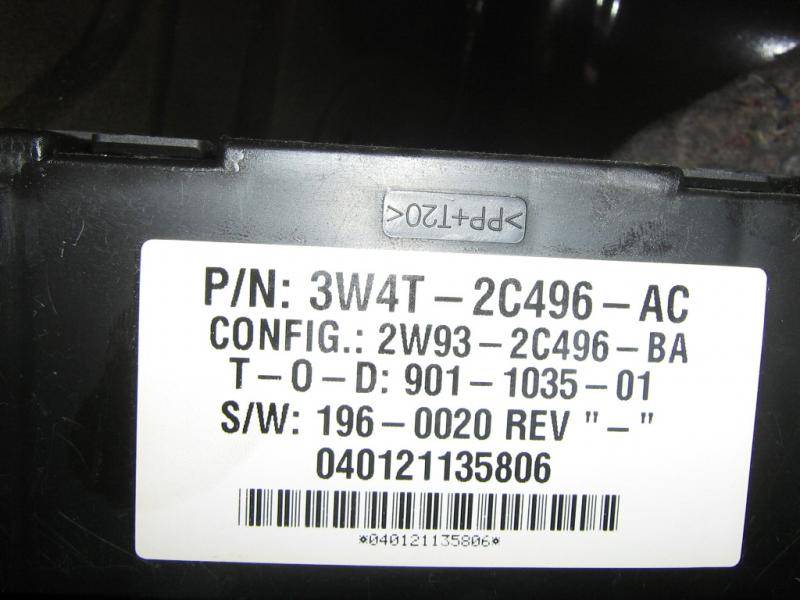 >PP+T20<
P/N: 3W4T-2C496-AC
CONFIG.: 2W93-2C496-BA
T-O-D: 901-1035-01
S/W: 196-0020 REV "-"
040121135806
*040121135806*